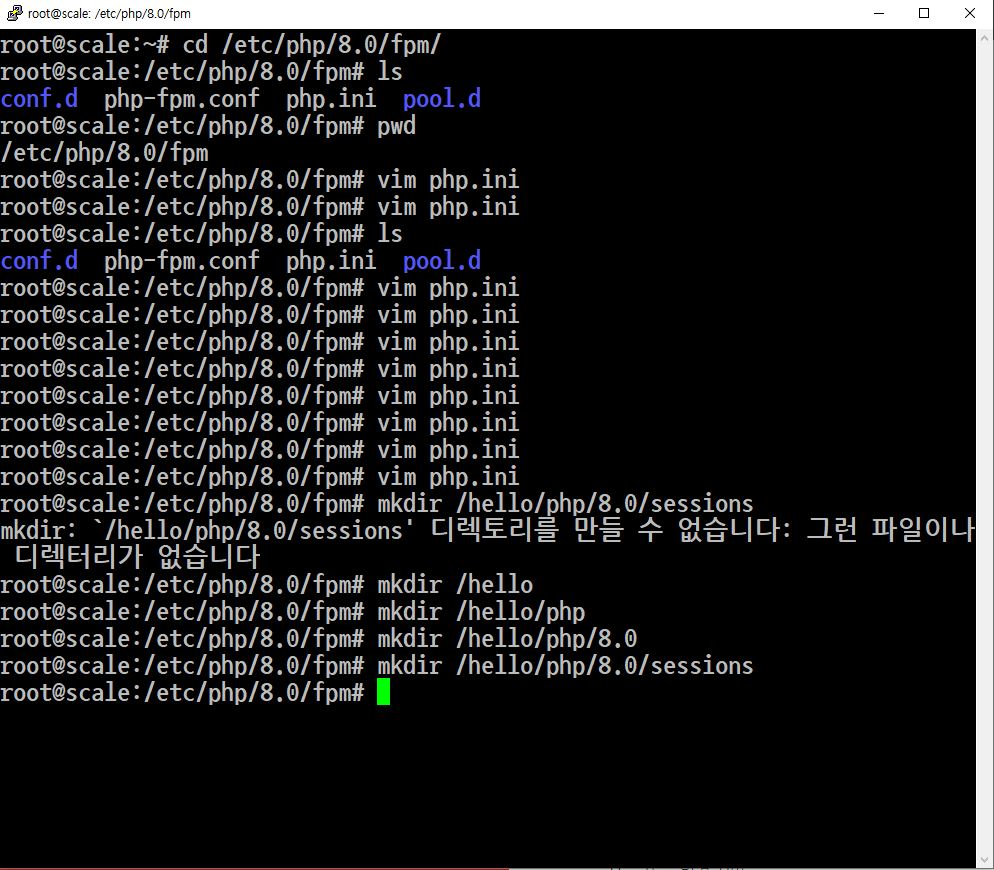 root@scale: /etc/php/8.0/fpm
root@scale:~# cd /etc/php/8.0/fpm/
root@scale:/etc/php/8.0/fpm# ls
conf.d  php-fpm.conf  php.ini  pool.d
root@scale:/etc/php/8.0/fpm# pwd
/etc/php/8.0/fpm
root@scale:/etc/php/8.0/fpm# vim php.ini
root@scale:/etc/php/8.0/fpm# vim php.ini
root@scale:/etc/php/8.0/fpm# ls
conf.d  php-fpm.conf  php.ini  pool.d
root@scale:/etc/php/8.0/fpm# vim php.ini
root@scale:/etc/php/8.0/fpm# vim php.ini
root@scale:/etc/php/8.0/fpm# vim php.ini
root@scale:/etc/php/8.0/fpm# vim php.ini
root@scale:/etc/php/8.0/fpm# vim php.ini
root@scale:/etc/php/8.0/fpm# vim php.ini
root@scale:/etc/php/8.0/fpm# vim php.ini
root@scale:/etc/php/8.0/fpm# vim php.ini
root@scale:/etc/php/8.0/fpm# mkdir /hello/php/8.0/sessions
mkdir: `/hello/php/8.0/sessions' 디렉토리를 만들 수 없습니다: 그런 파일이나
 디렉터리가 없습니다
root@scale:/etc/php/8.0/fpm# mkdir /hello
root@scale:/etc/php/8.0/fpm# mkdir /hello/php
root@scale:/etc/php/8.0/fpm# mkdir /hello/php/8.0
root@scale:/etc/php/8.0/fpm# mkdir /hello/php/8.0/sessions
root@scale:/etc/php/8.0/fpm#